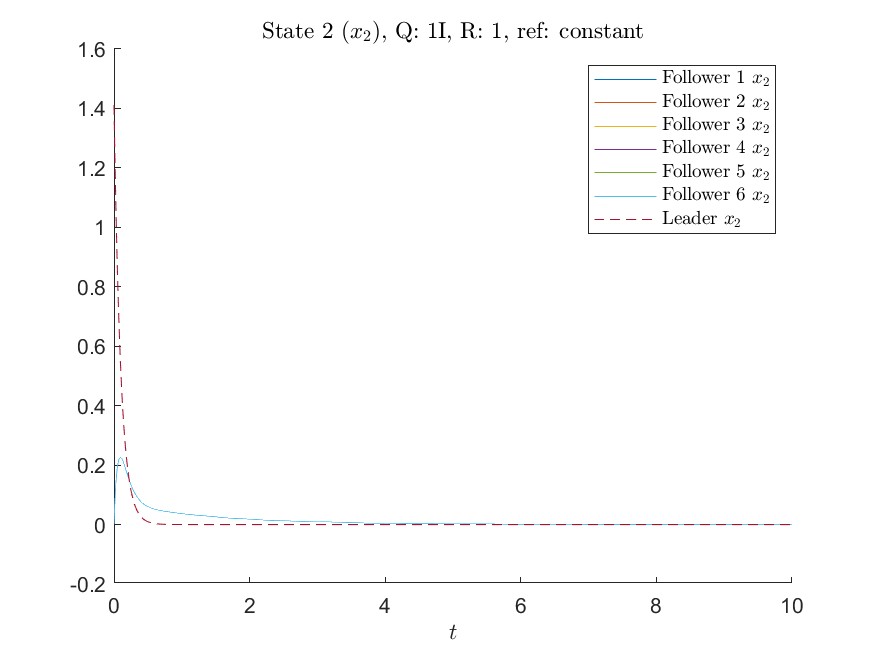 State 2 (x₂), Q: 1I, R: 1, ref: constant
1.6
1.4
1.2
1
0.8
0.6
0.4
0.2
0
-0.2
Follower 1 x₂
Follower 2 x₂
Follower 3 x₂
Follower 4 x₂
Follower 5 x₂
Follower 6 x₂
Leader x₂
0 2 4 6 8 10
t